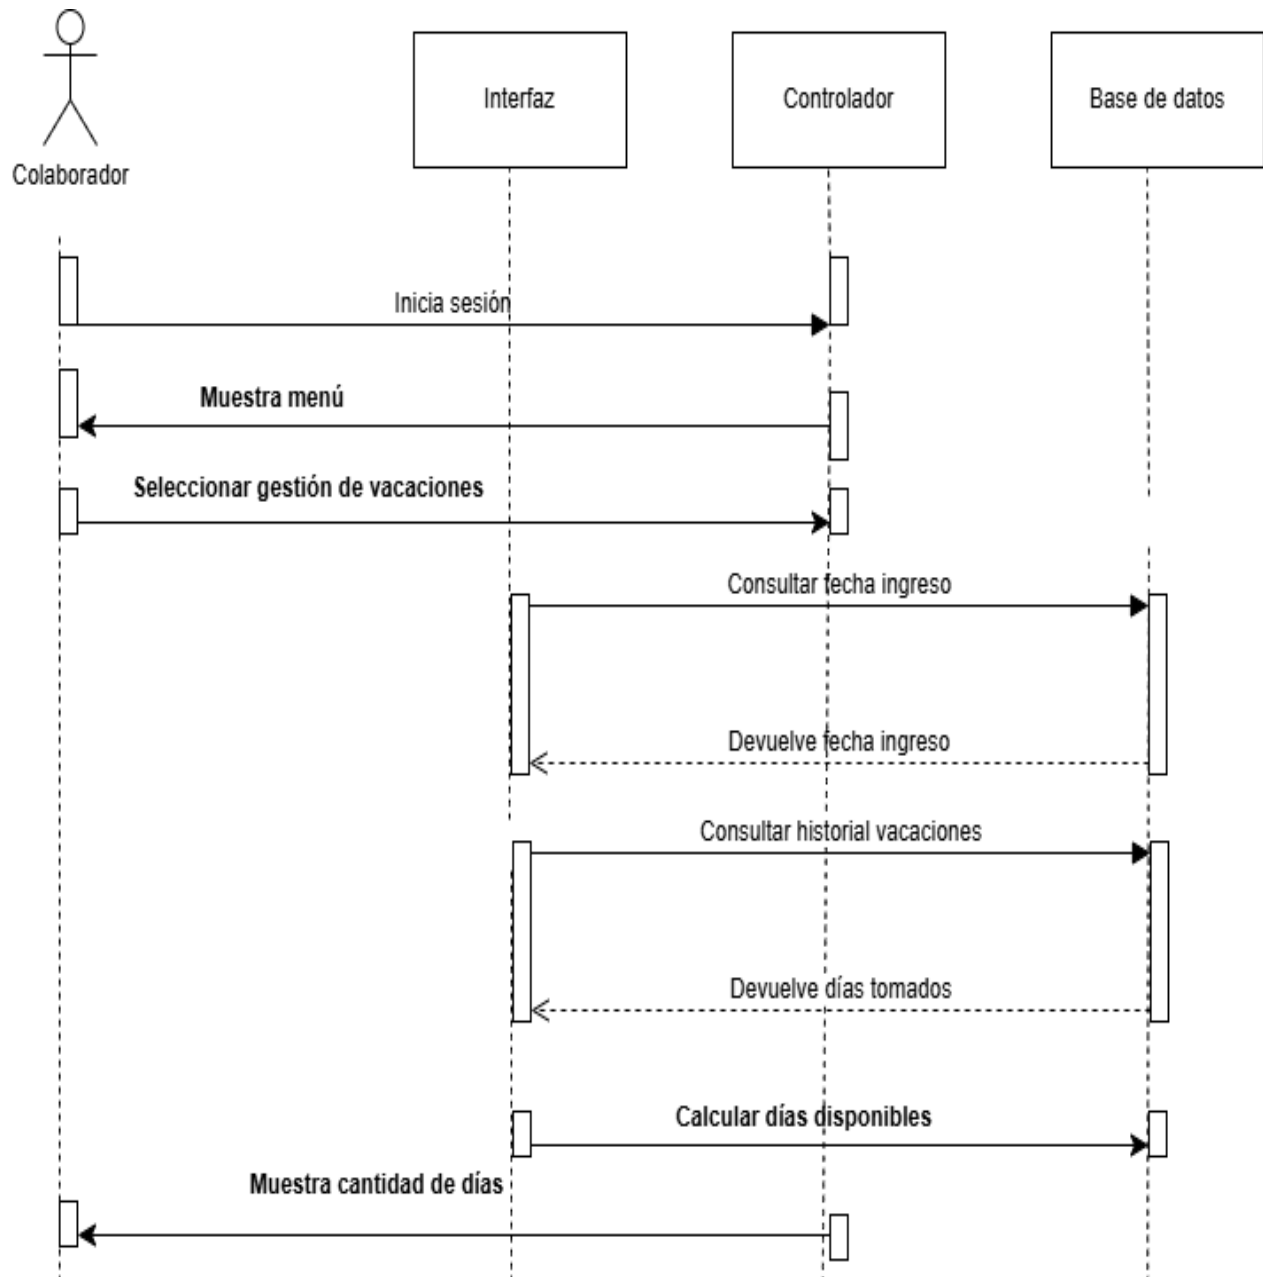 Interfaz
Controlador
Base de datos
Colaborador
Inicia sesión
Muestra menú
Seleccionar gestión de vacaciones
Consultar fecha ingreso
Devuelve fecha ingreso
Consultar historial vacaciones
Devuelve días tomados
Calcular días disponibles
Muestra cantidad de días